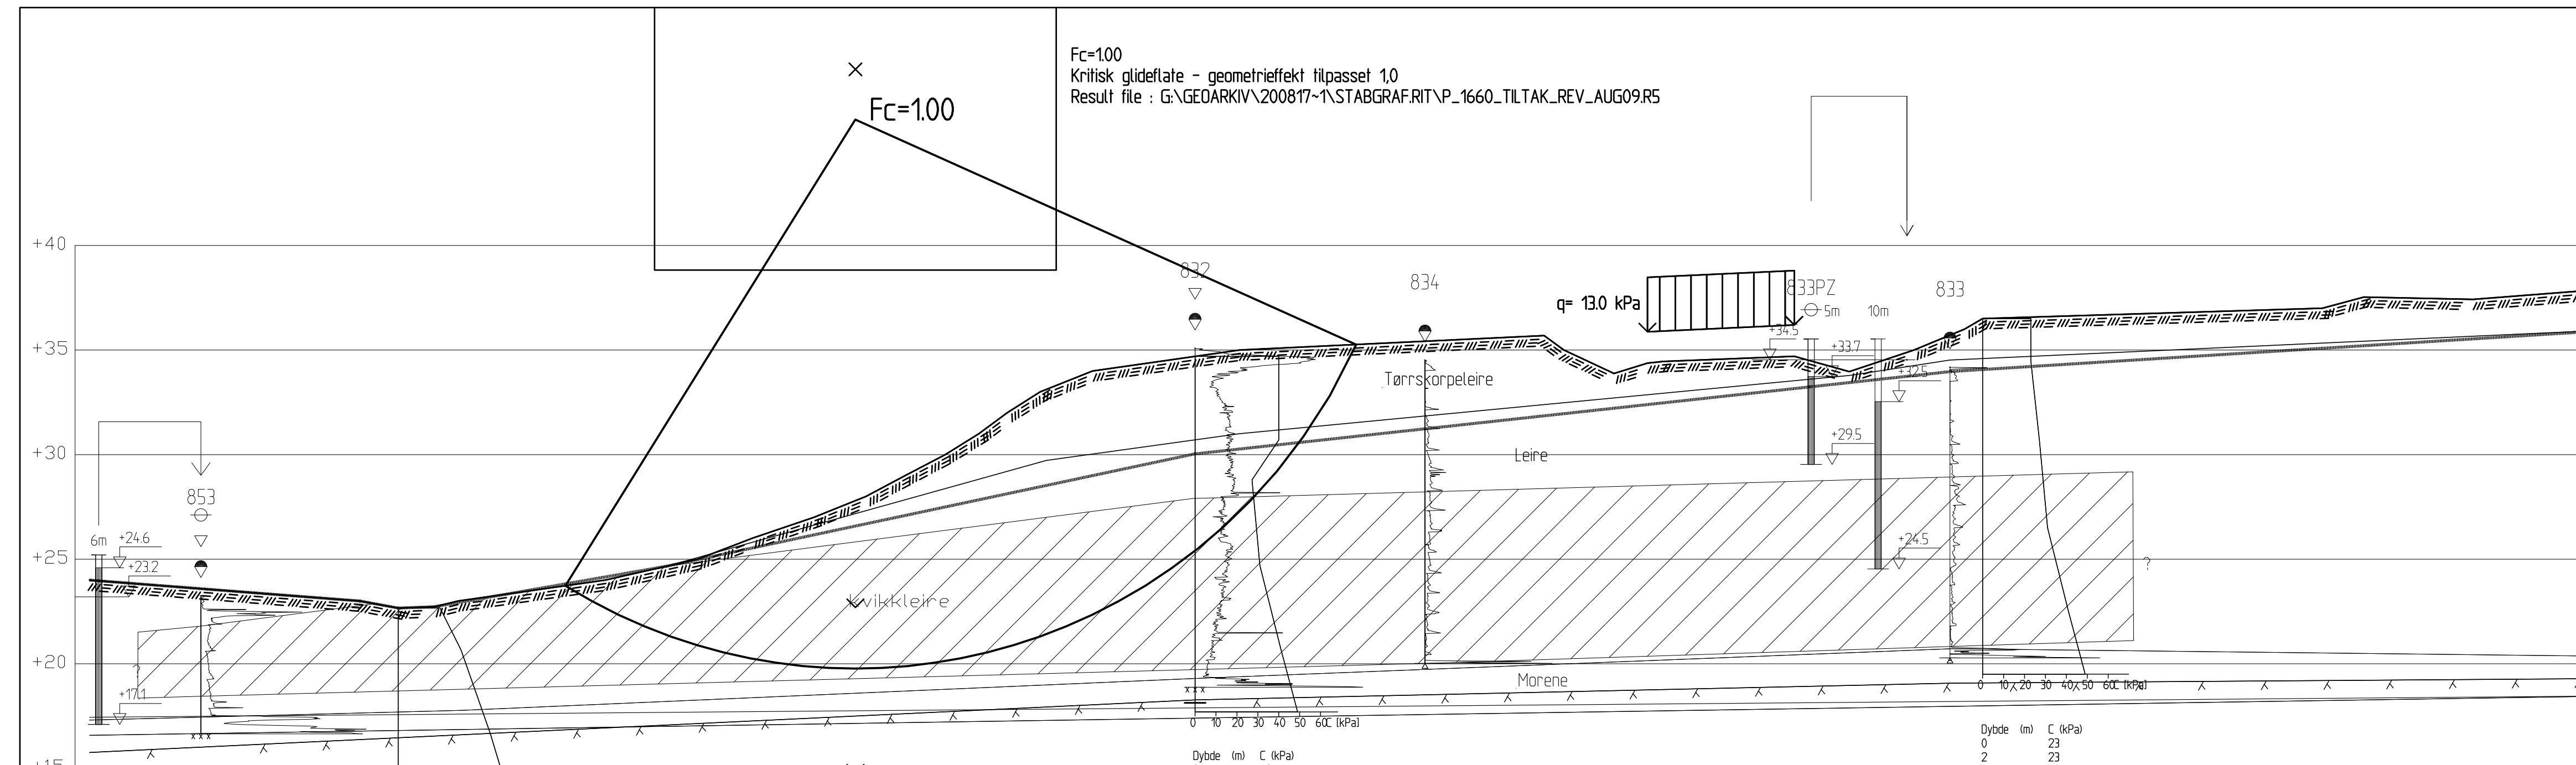 Fc=1.00
Kritisk glideflate - geometrieffekt tilpasset 1,0
Result file : G:\GEOARKIV\200817~1\STABGRAF.RIT\P_1660_TILTAK_REV_AUG09.R5
Fc=1.00
+40
832
834
833PZ
833
q= 13.0 kPa
5m
10m
+34.5
+35
+33.7
+32.5
Tørrskorpeleire
+30
Leire
+29.5
853
6m
+24.6
+25
+24.5
?
+23.2
kvikkleire
+20
?
+17.1
Morene
0 10 20 30 40 50 60 C [kPa]
0 10 20 30 40 50 60 C [kPa]
Dybde (m) C (kPa)
0 23
2 23
Dybde (m) C (kPa)
+15